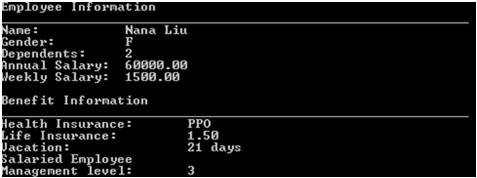 Employee Information
Name: Nana Liu
Gender: F
Dependents: 2
Annual Salary: 60000.00
Weekly Salary: 1500.00
Benefit Information
Health Insurance: PPO
Life Insurance: 1.50
Vacation: 21 days
Salaried Employee
Management level: 3